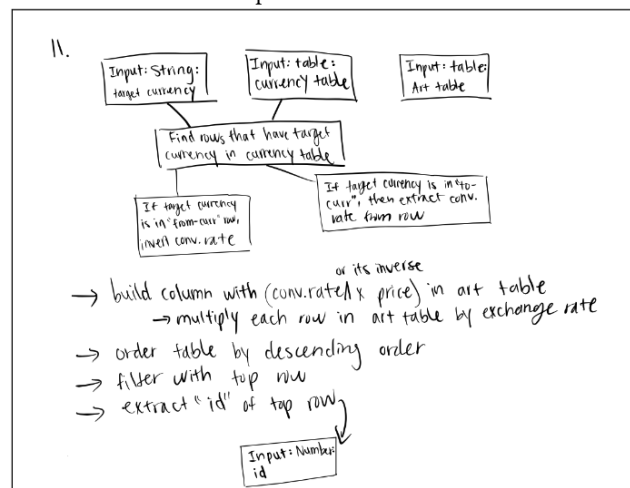 11.
Input: String:
target currency
Input: table:
currency table
Input: table:
Art table
Find rows that have target
currency in currency table
If target currency
is in "from-curr" row,
invert conv. rate
If target currency is in "to-
curr", then extract conv.
rate from row
or its inverse
→ build column with (conv. rate ∧ x price) in art table
→ multiply each row in art table by exchange rate
→ order table by descending order
→ filter with top row
→ extract "id" of top row
Input: Number:
id